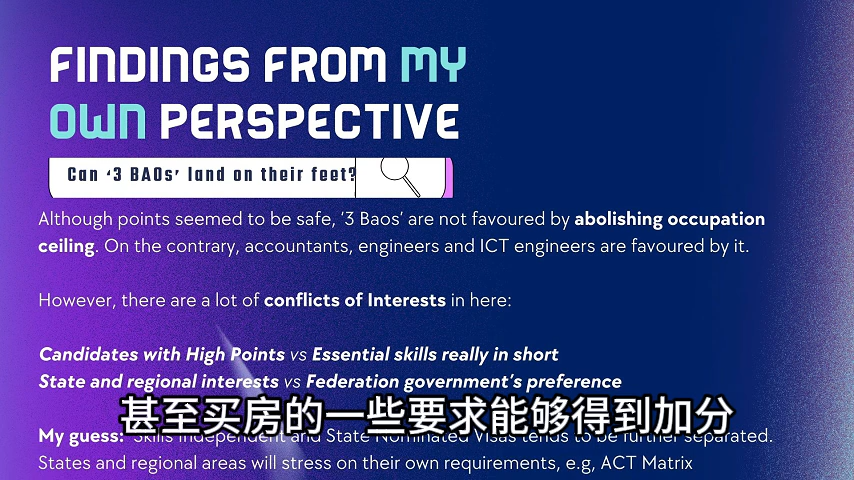 FINDINGS FROM MY
OWN PERSPECTIVE
Can ‘3 BAOs’ land on their feet?
Although points seemed to be safe, ‘3 Baos’ are not favoured by abolishing occupation
ceiling. On the contrary, accountants, engineers and ICT engineers are favoured by it.
However, there are a lot of conflicts of Interests in here:
Candidates with High Points vs Essential skills really in short
State and regional interests vs Federation government’s preference
甚至买房的一些要求能够得到加分
My guess: Skills Independent and State Nominated Visas tends to be further separated.
States and regional areas will stress on their own requirements, e.g, ACT Matrix